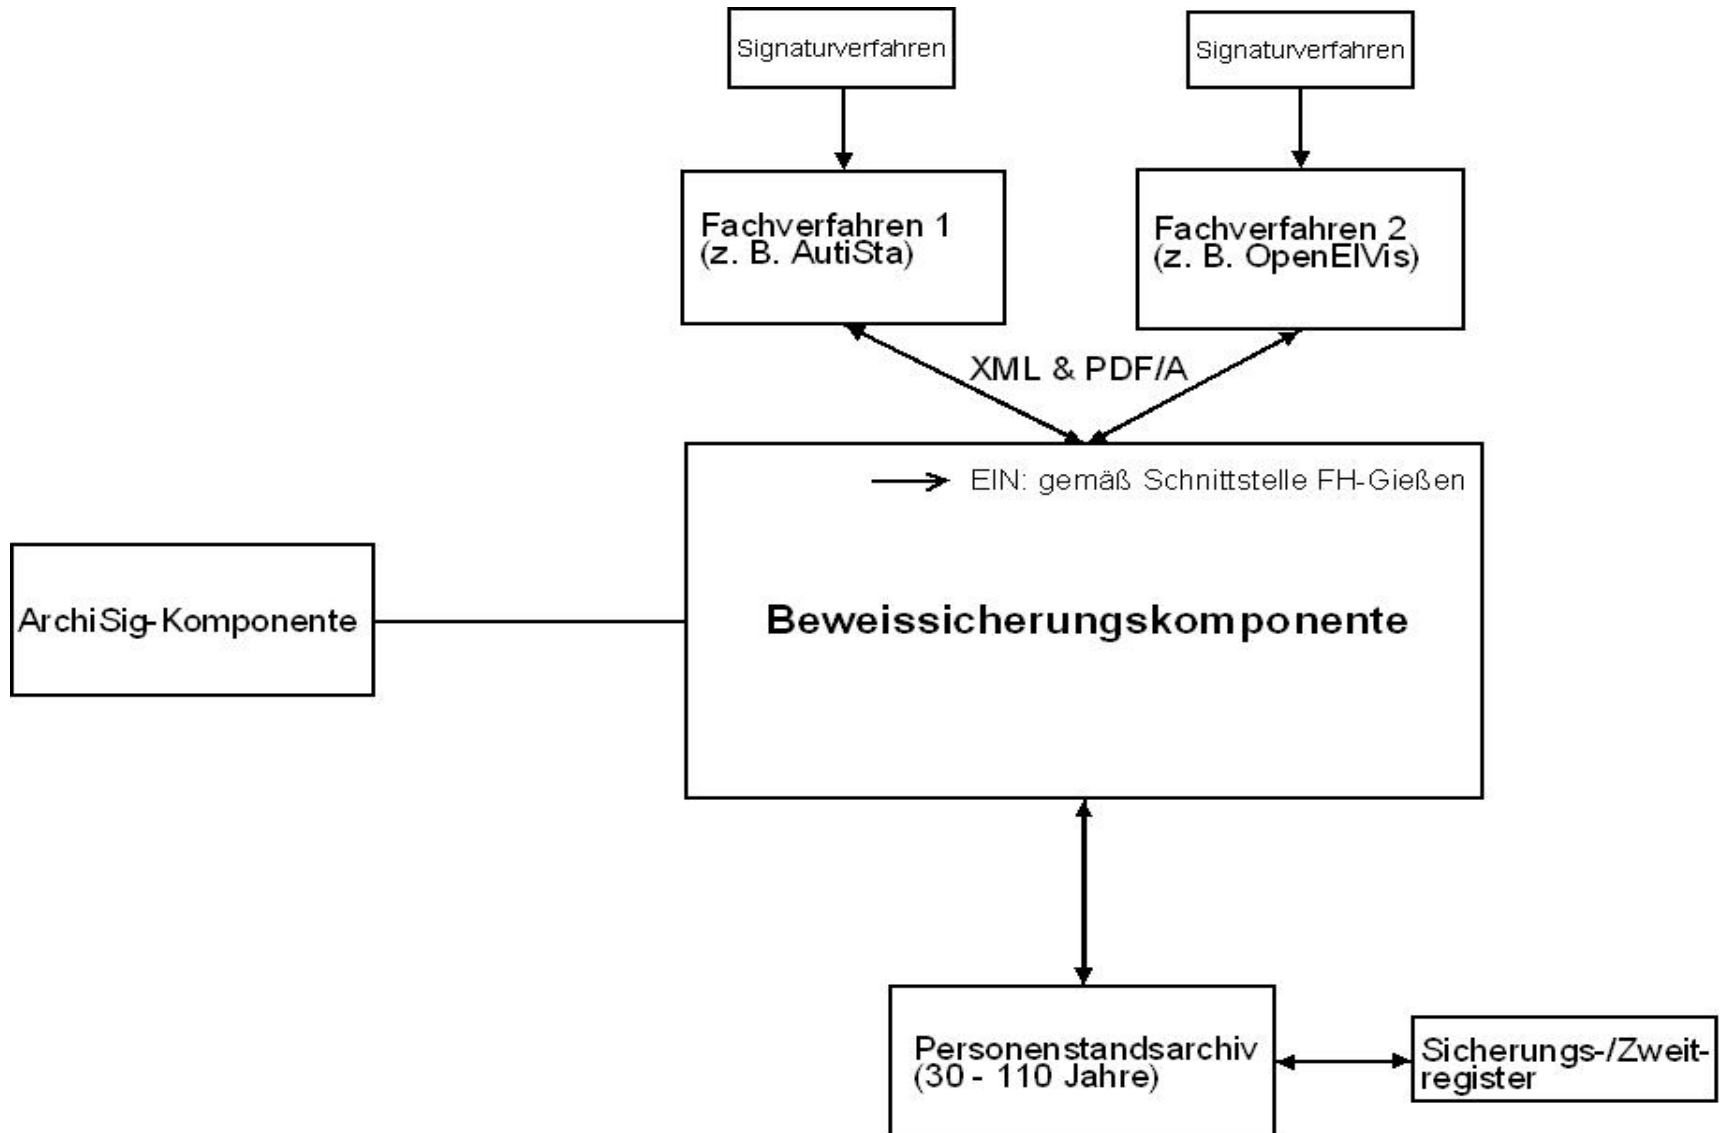 Signaturverfahren
Signaturverfahren
Fachverfahren 1
(z. B. AutiSta)
Fachverfahren 2
(z. B. OpenElVis)
XML & PDF/A
EIN: gemäß Schnittstelle FH-Gießen
ArchiSig-Komponente
Beweissicherungskomponente
Personenstandsarchiv
(30 - 110 Jahre)
Sicherungs-/Zweit-
register